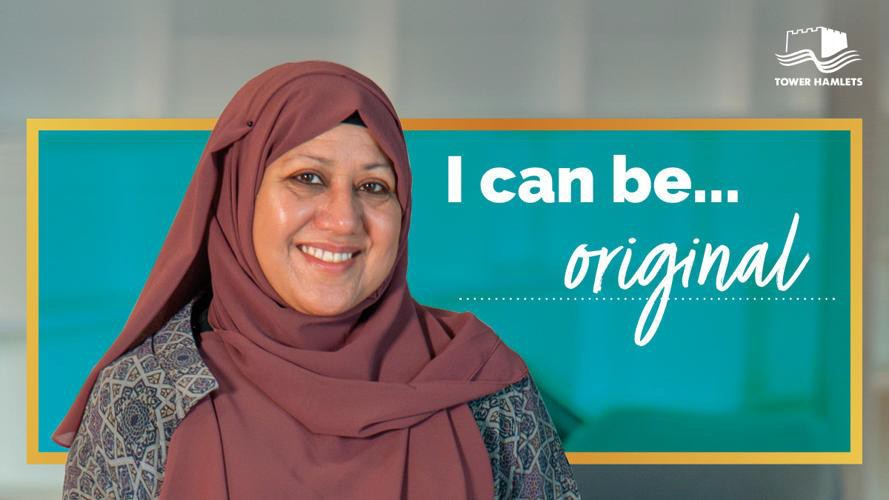 TOWER HAMLETS
I can be...
original